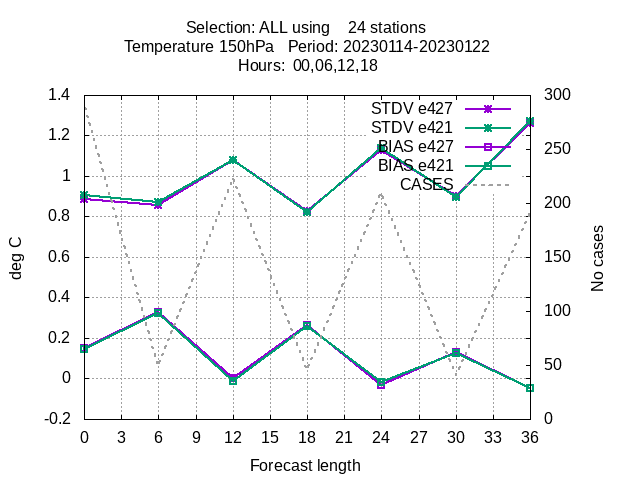 Selection: ALL using    24 stations
Temperature 150hPa   Period: 20230114-20230122
Hours:  00,06,12,18
1.4
1.2
1
0.8
0.6
0.4
0.2
0
-0.2
300
250
200
150
100
50
0
STDV e427
STDV e421
BIAS e427
BIAS e421
CASES
deg C
No cases
0 3 6 9 12 15 18 21 24 27 30 33 36
Forecast length